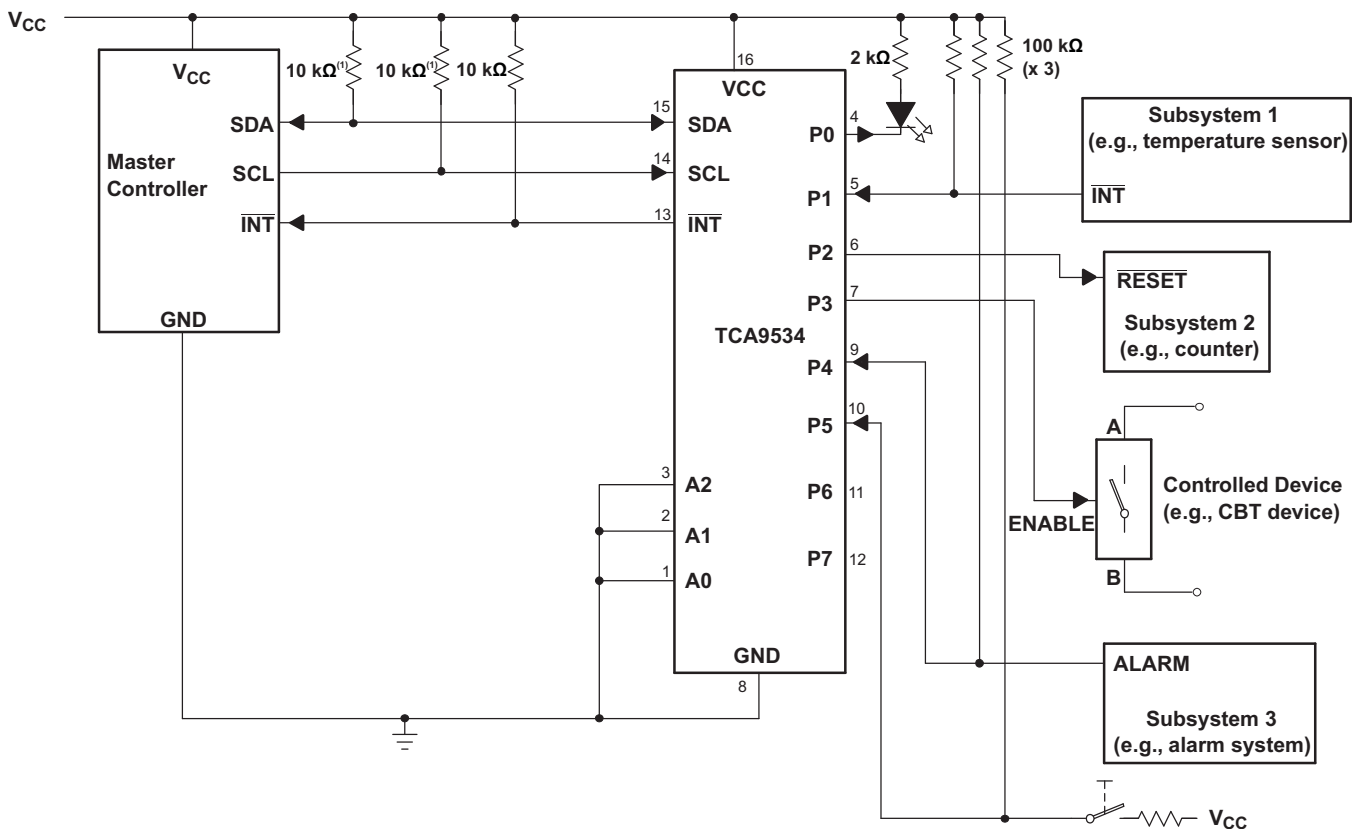 V_CC
V_CC
10 kΩ(1)
10 kΩ(1)
10 kΩ
SDA
SCL
INT
Master
Controller
GND
16
VCC
15
SDA
14
SCL
13
INT
TCA9534
3
A2
2
A1
1
A0
GND
8
P0
4
P1
5
P2
6
P3
7
P4
9
P5
10
P6
11
P7
12
2 kΩ
100 kΩ
(x 3)
Subsystem 1
(e.g., temperature sensor)
INT
RESET
Subsystem 2
(e.g., counter)
A
Controlled Device
(e.g., CBT device)
ENABLE
B
ALARM
Subsystem 3
(e.g., alarm system)
V_CC